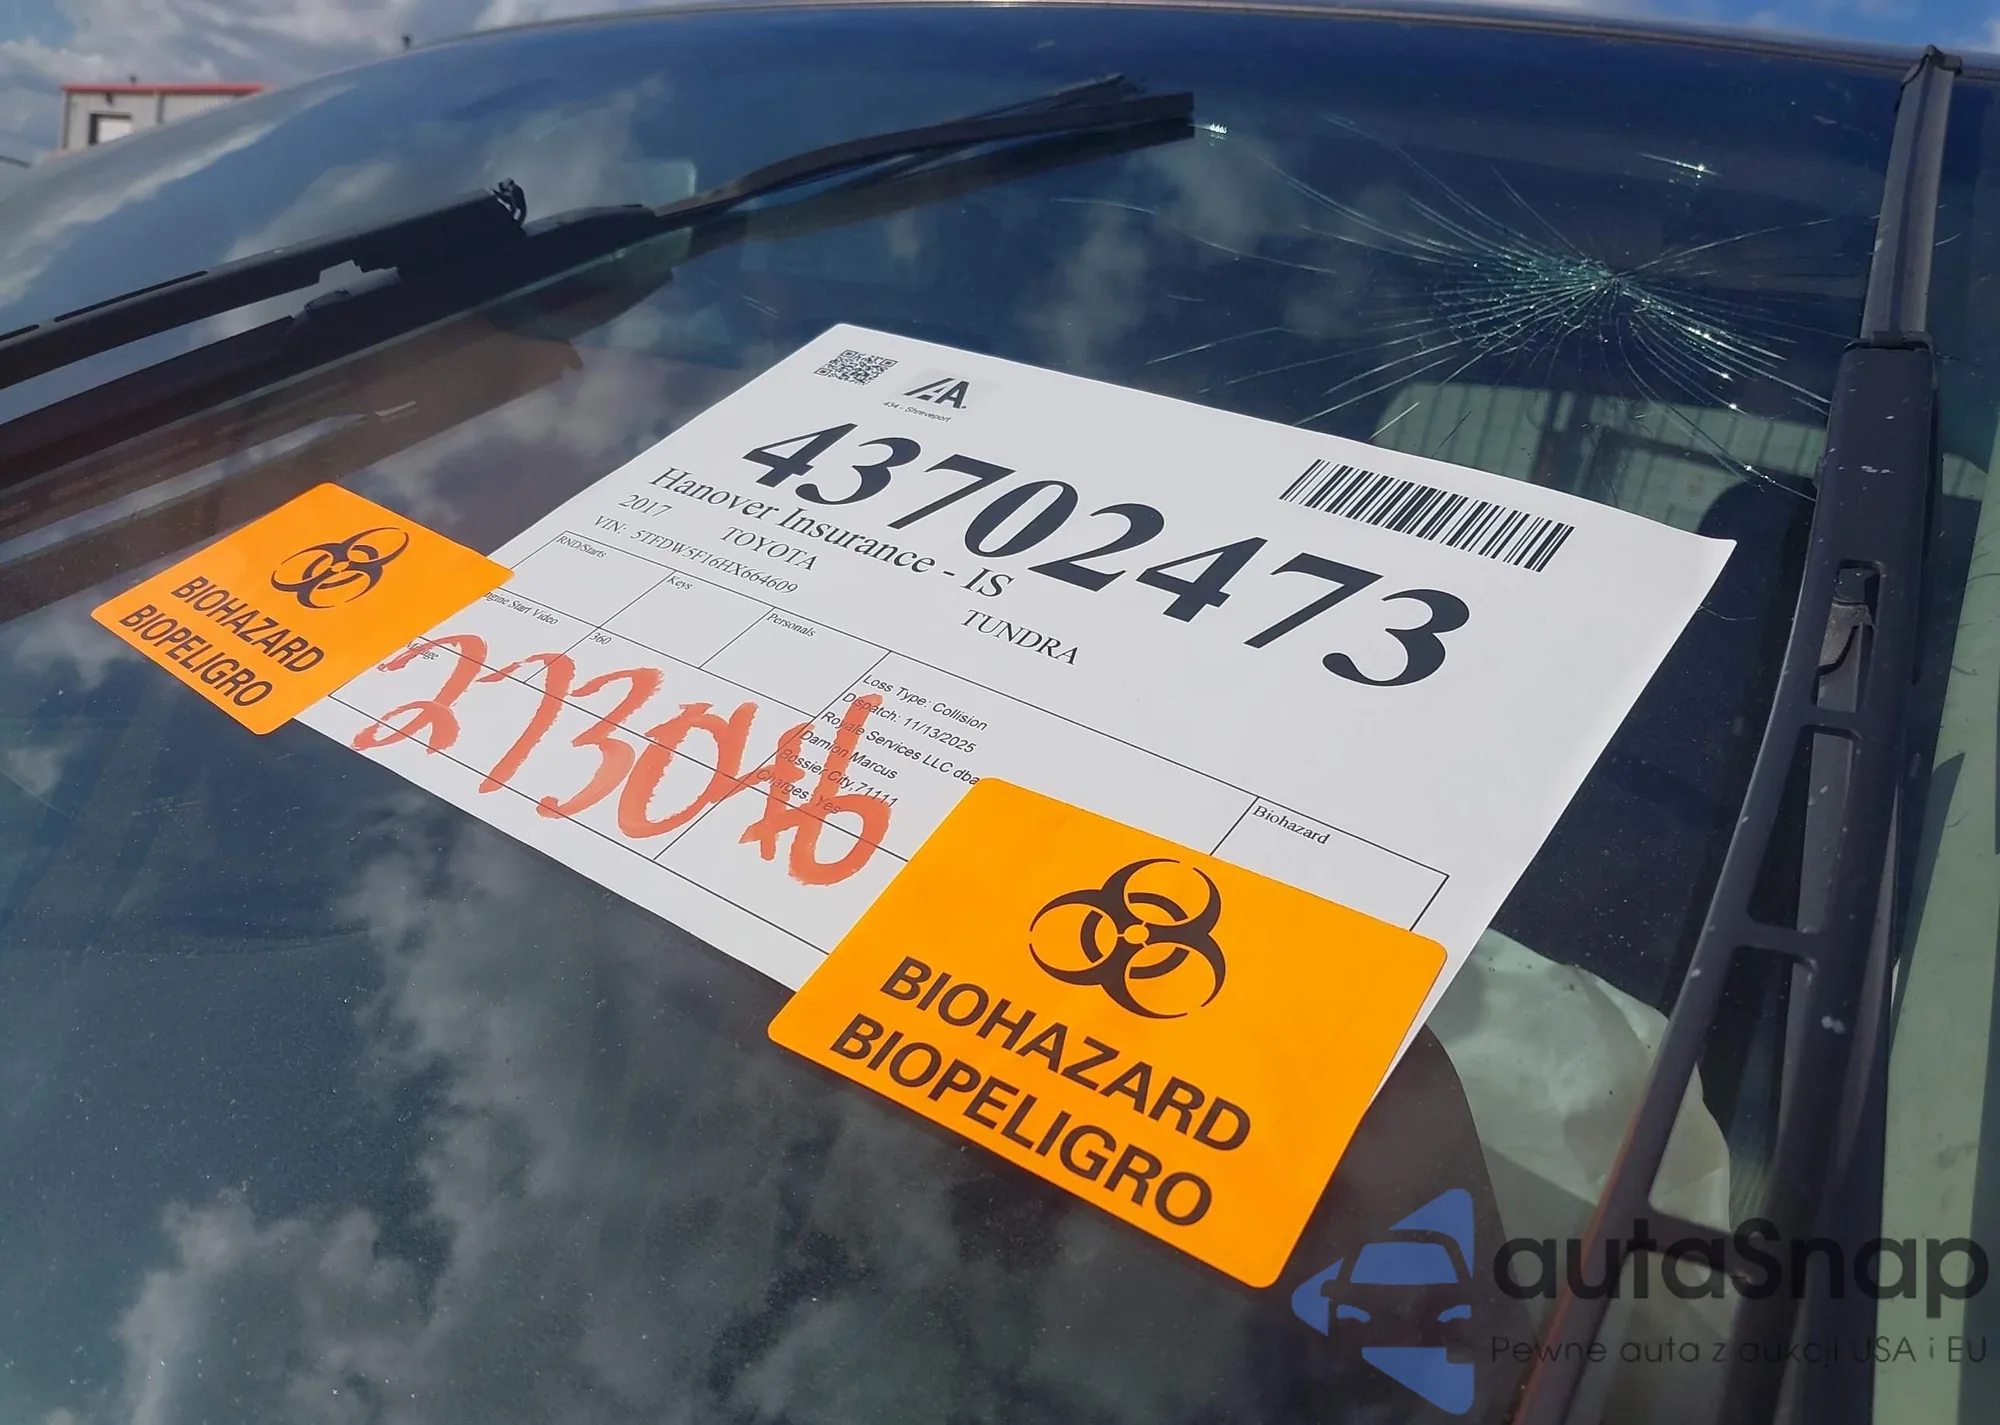 IAA
434 - Shreveport
43702473
Hanover Insurance - IS
2017 TOYOTA TUNDRA
VIN: 5TFDW5F16HX664609
RND/Starts
Keys
Personals
Engine Start Video
360
Mileage
273046
Loss Type: Collision
Dispatch: 11/13/2025
Royale Services LLC dba
Damion Marcus
Bossier City,71111
Charges: Yes
Biohazard
BIOHAZARD
BIOPELIGRO
BIOHAZARD
BIOPELIGRO
autaSnap
Pewne auta z aukcji USA i EU